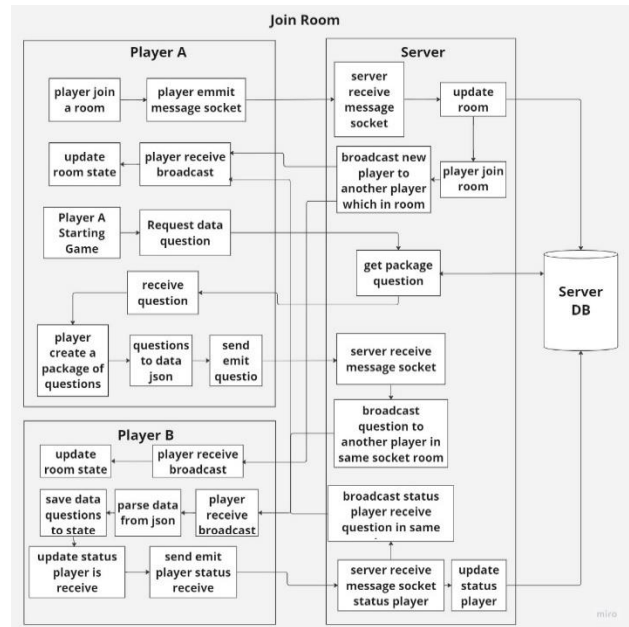 Join Room
Player A
player join
a room
player emmit
message socket
update
room state
player receive
broadcast
Player A
Starting
Game
Request data
question
receive
question
player
create a
package of
questions
questions
to data
json
send
emit
questio
Server
server
receive
message
socket
update
room
broadcast new
player to
another player
which in room
player join
room
get package
question
server receive
message socket
broadcast
question to
another player in
same socket room
broadcast status
player receive
question in same
server receive
message socket
status player
update
status
player
Server
DB
Player B
update
room state
player receive
broadcast
save data
questions
to state
parse data
from json
player
receive
broadcast
update status
player is
receive
send emit
player status
receive
miro